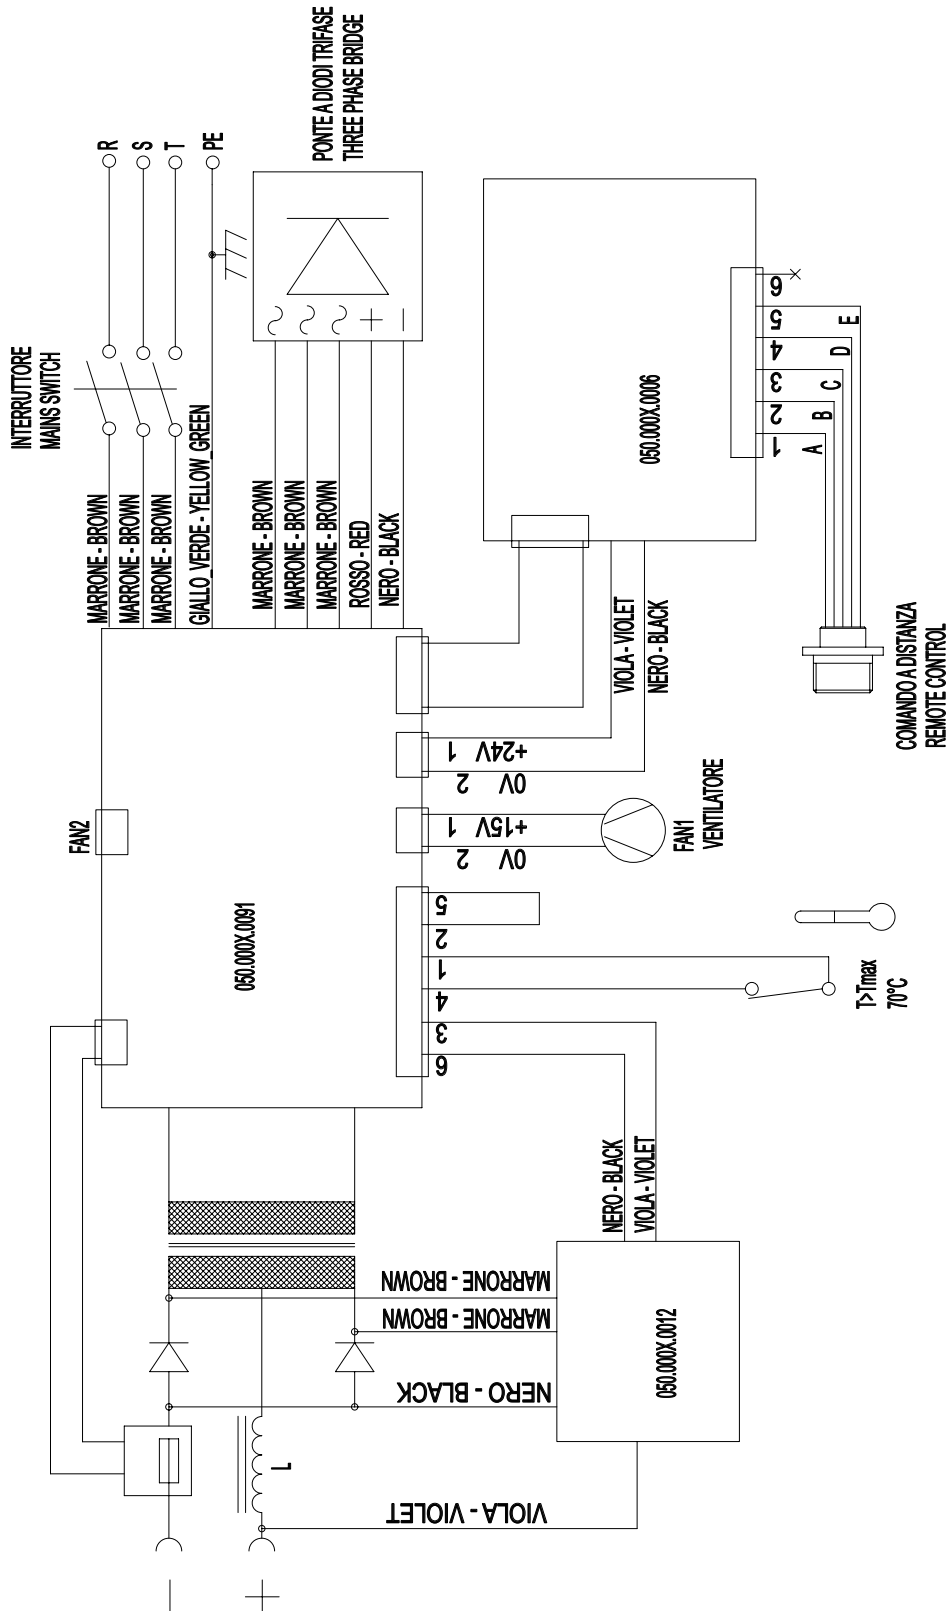 INTERRUTTORE
MAINS SWITCH
R
S
T
PE
PONTE A DIODI TRIFASE
THREE PHASE BRIDGE
MARRONE - BROWN
MARRONE - BROWN
MARRONE - BROWN
GIALLO_VERDE - YELLOW_GREEN
MARRONE - BROWN
MARRONE - BROWN
MARRONE - BROWN
ROSSO - RED
NERO - BLACK
+
-
050.000X.0006
1 2 3 4 5 6
A B C D E
COMANDO A DISTANZA
REMOTE CONTROL
VIOLA - VIOLET
NERO - BLACK
1 +24V
2 0V
1 +15V
2 0V
FAN1
VENTILATORE
FAN2
050.000X.0091
5
2
1
4
3
6
T>Tmax
70°C
NERO - BLACK
VIOLA - VIOLET
050.000X.0012
MARRONE - BROWN
MARRONE - BROWN
NERO - BLACK
VIOLA - VIOLET
L
-
+